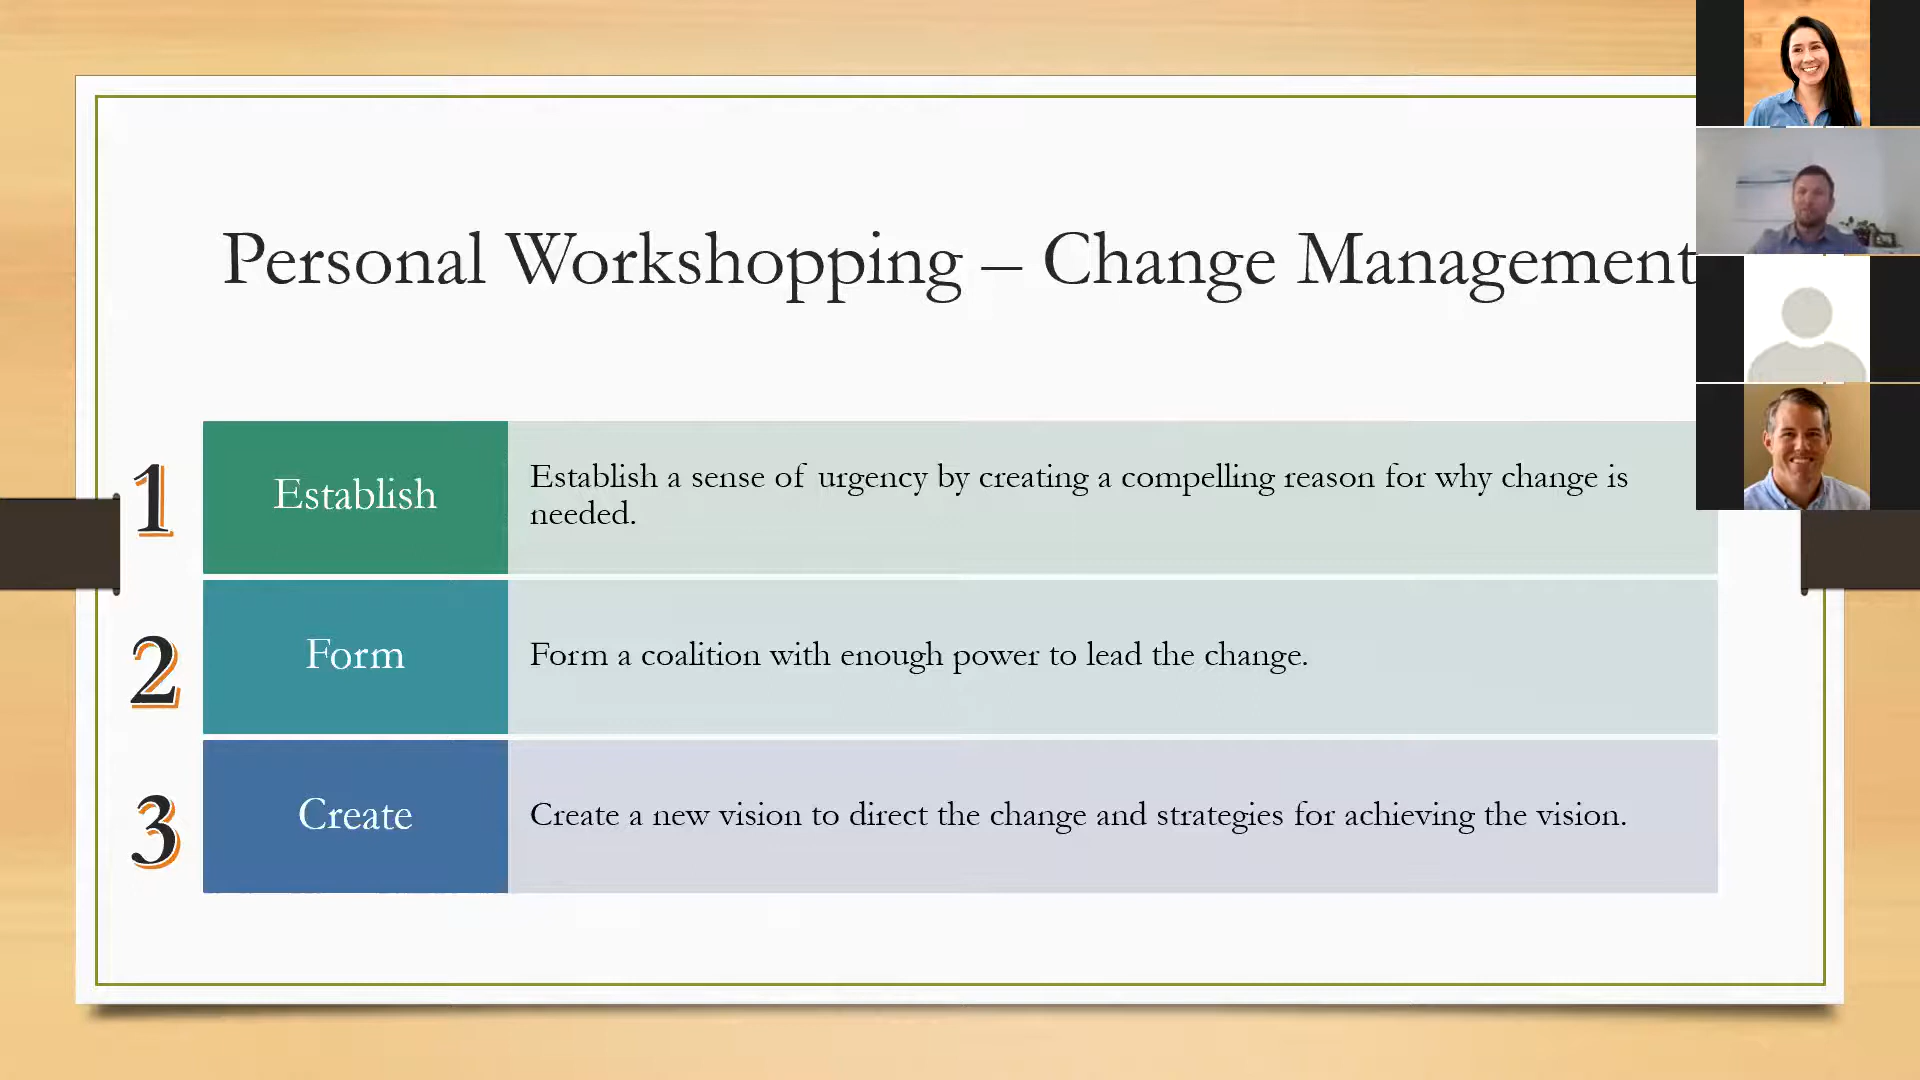 Personal Workshopping – Change Management
1
Establish
Establish a sense of urgency by creating a compelling reason for why change is
needed.
2
Form
Form a coalition with enough power to lead the change.
3
Create
Create a new vision to direct the change and strategies for achieving the vision.